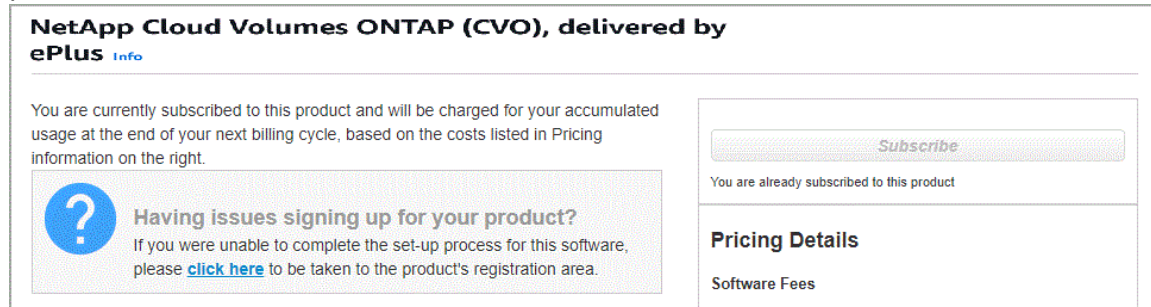 NetApp Cloud Volumes ONTAP (CVO), delivered by
ePlus Info
You are currently subscribed to this product and will be charged for your accumulated
usage at the end of your next billing cycle, based on the costs listed in Pricing
information on the right.
?
Having issues signing up for your product?
If you were unable to complete the set-up process for this software,
please click here to be taken to the product's registration area.
Subscribe
You are already subscribed to this product
Pricing Details
Software Fees